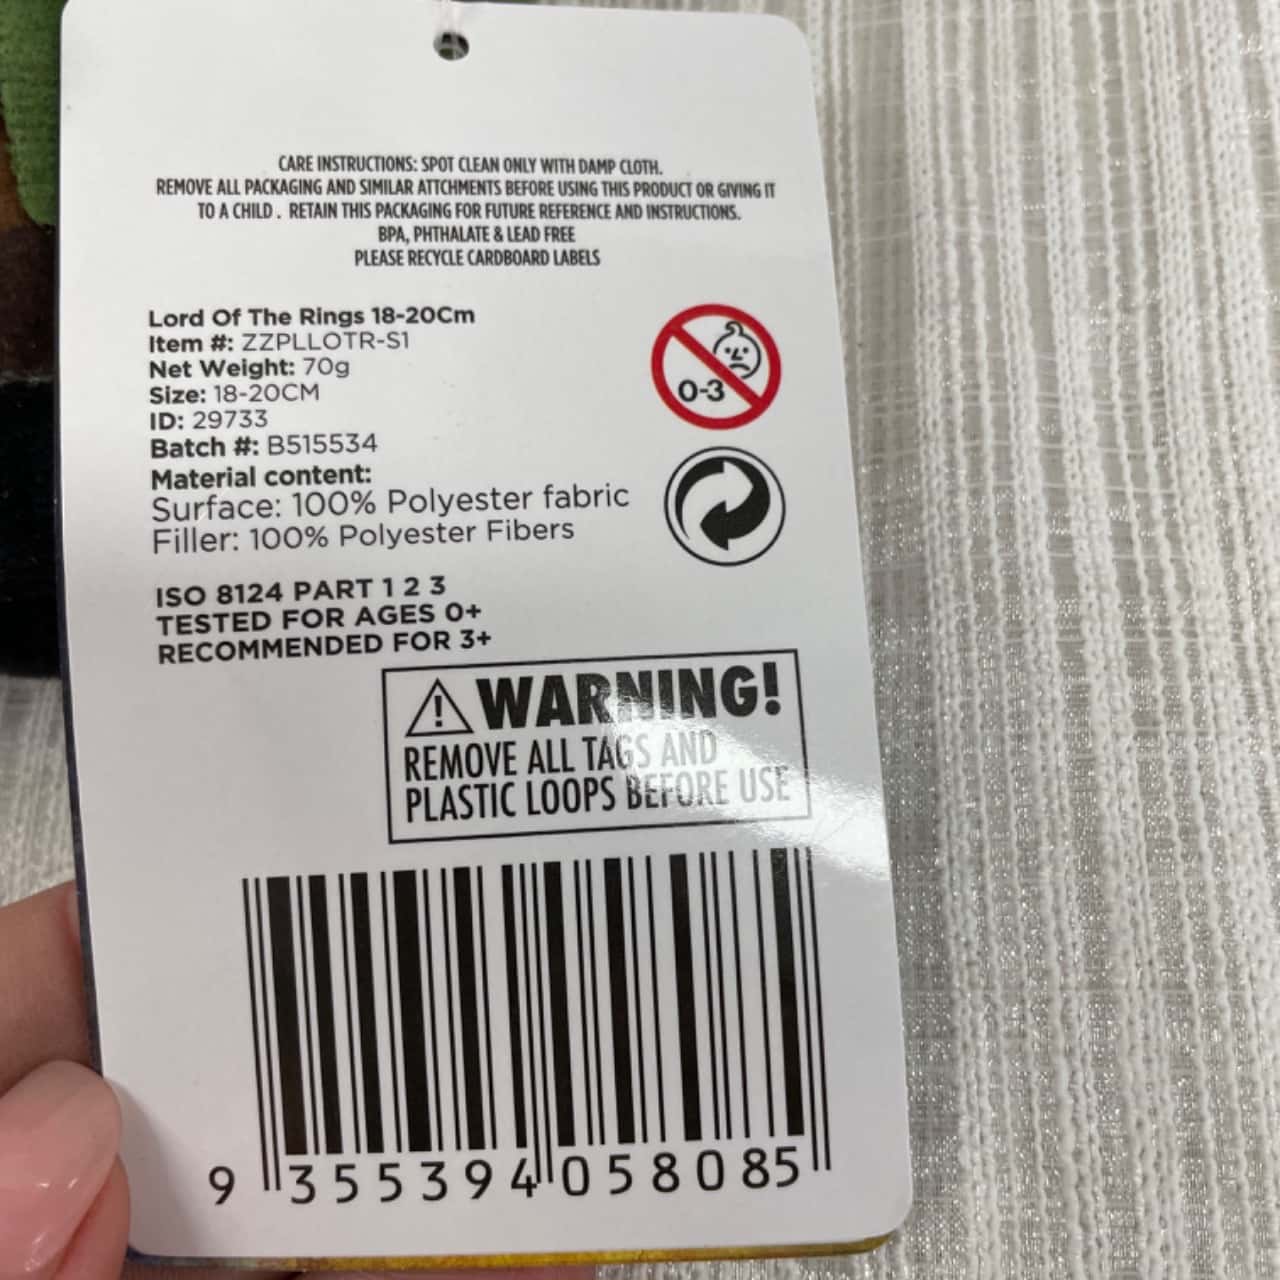 CARE INSTRUCTIONS: SPOT CLEAN ONLY WITH DAMP CLOTH.
REMOVE ALL PACKAGING AND SIMILAR ATTCHMENTS BEFORE USING THIS PRODUCT OR GIVING IT
TO A CHILD . RETAIN THIS PACKAGING FOR FUTURE REFERENCE AND INSTRUCTIONS.
BPA, PHTHALATE & LEAD FREE
PLEASE RECYCLE CARDBOARD LABELS
Lord Of The Rings 18-20Cm
Item #: ZZPLLOTR-S1
Net Weight: 70g
Size: 18-20CM
ID: 29733
Batch #: B515534
Material content:
Surface: 100% Polyester fabric
Filler: 100% Polyester Fibers
0-3
ISO 8124 PART 1 2 3
TESTED FOR AGES 0+
RECOMMENDED FOR 3+
WARNING!
REMOVE ALL TAGS AND
PLASTIC LOOPS BEFORE USE
9 355394 058085